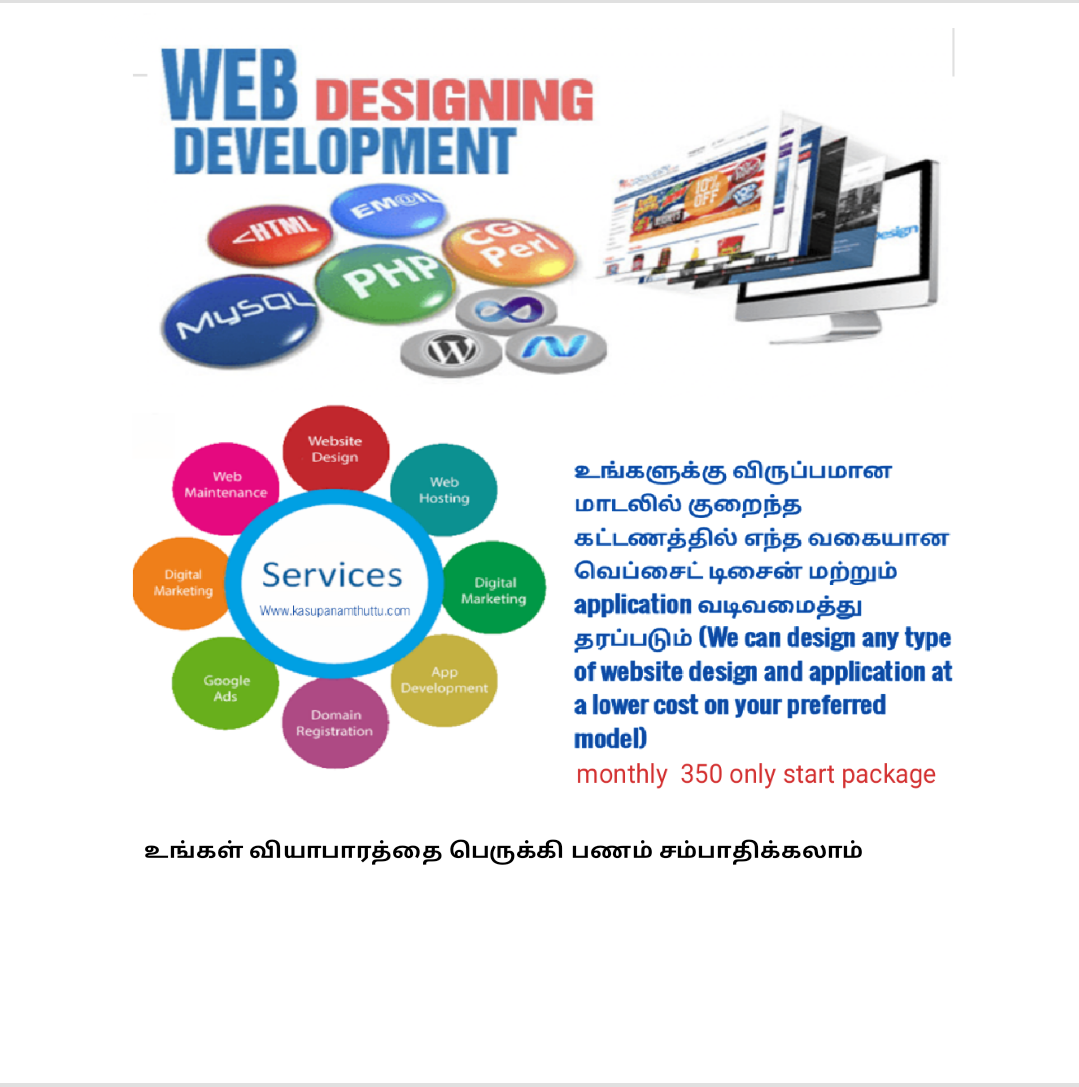 WEB DESIGNING
DEVELOPMENT
<HTML
EM@IL
CGI
Perl
PHP
MySQL
W
10%
OFF
esign
Website
Design
Web
Maintenance
Web
Hosting
Digital
Marketing
Services
Www.kasupanamthuttu.com
Digital
Marketing
Google
Ads
App
Development
Domain
Registration
உங்களுக்கு விருப்பமான
மாடலில் குறைந்த
கட்டணத்தில் எந்த வகையான
வெப்சைட் டிசைன் மற்றும்
application வடிவமைத்து
தரப்படும் (We can design any type
of website design and application at
a lower cost on your preferred
model)
monthly 350 only start package
உங்கள் வியாபாரத்தை பெருக்கி பணம் சம்பாதிக்கலாம்